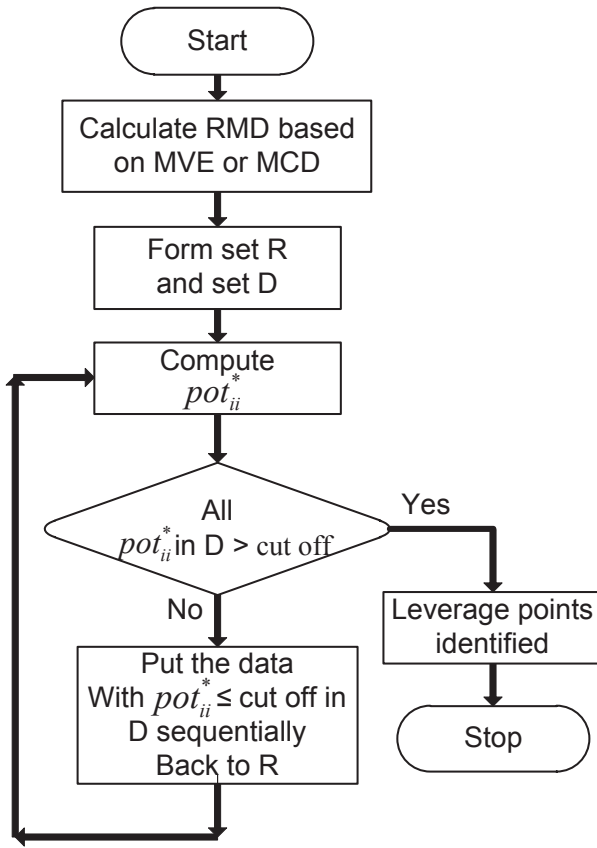 Start
Calculate RMD based
on MVE or MCD
Form set R
and set D
Compute
pot*ii
All
pot*ii in D > cut off
Yes
No
Leverage points
identified
Put the data
With pot*ii ≤ cut off in
D sequentially
Back to R
Stop